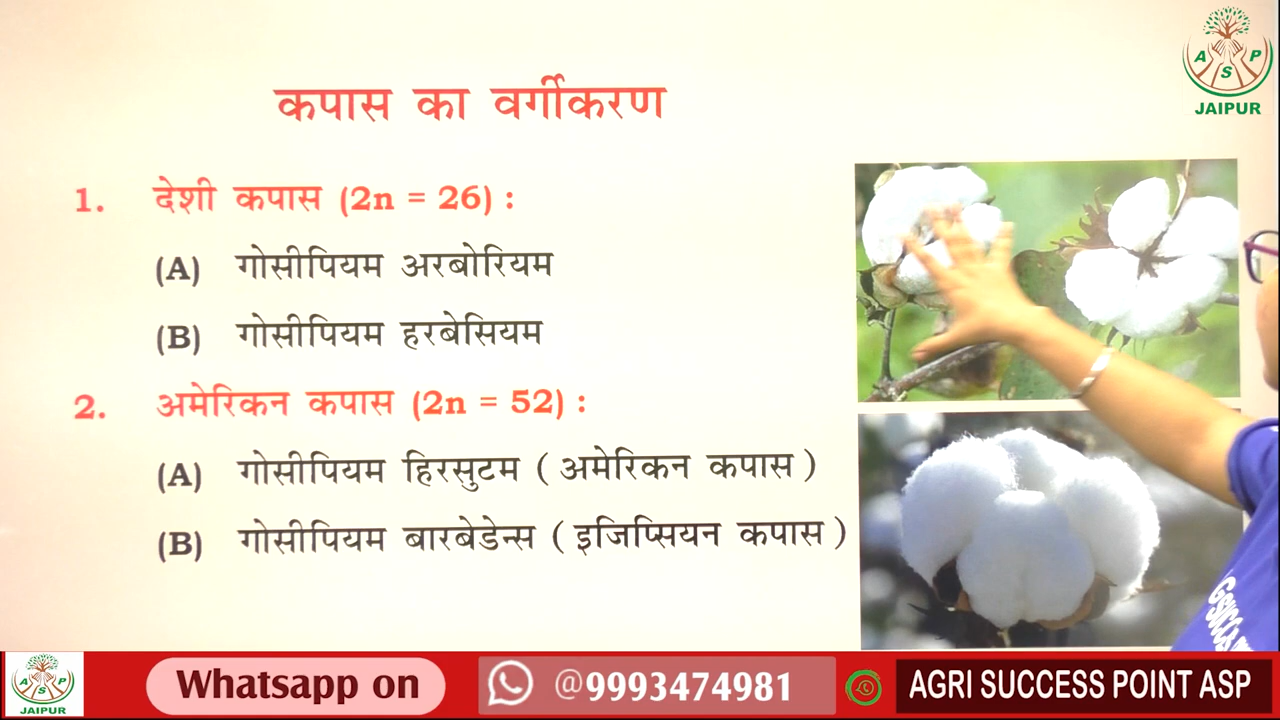 A S P
JAIPUR
कपास का वर्गीकरण
1. देशी कपास (2n = 26) :
(A) गोसीपियम अरबोरियम
(B) गोसीपियम हरबेसियम
2. अमेरिकन कपास (2n = 52) :
(A) गोसीपियम हिरसुटम ( अमेरिकन कपास )
(B) गोसीपियम बारबेडेन्स ( इजिप्सियन कपास )
A S P
JAIPUR
Whatsapp on
@9993474981
AGRI SUCCESS POINT ASP